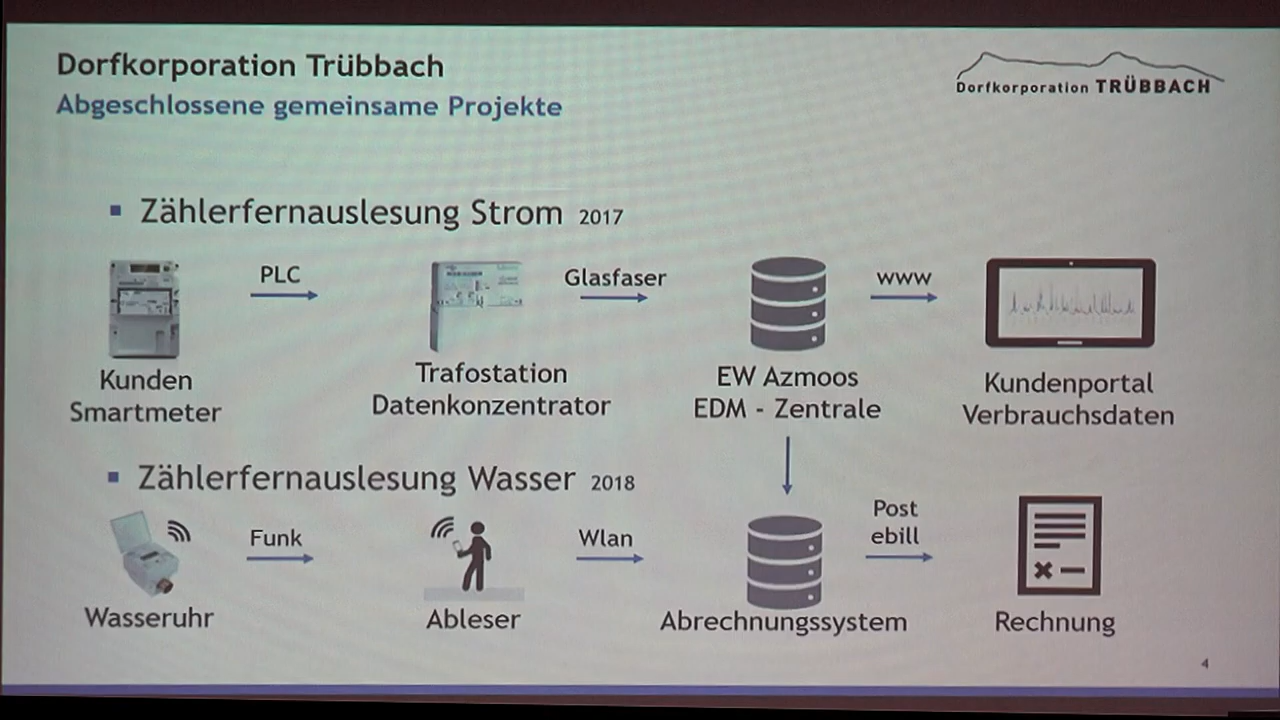 Dorfkorporation Trübbach
Abgeschlossene gemeinsame Projekte
Dorfkorporation TRÜBBACH
Zählerfernauslesung Strom 2017
PLC
Glasfaser
www
Kunden
Smartmeter
Trafostation
Datenkonzentrator
EW Azmoos
EDM - Zentrale
Kundenportal
Verbrauchsdaten
Zählerfernauslesung Wasser 2018
Funk
Wlan
Post
ebill
Wasseruhr
Ableser
Abrechnungssystem
Rechnung
4